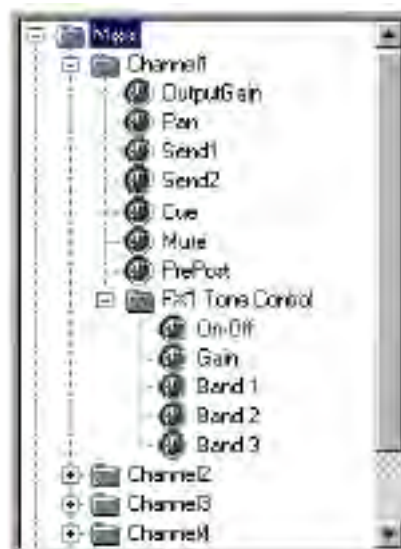 Channel1
OutputGain
Pan
Send1
Send2
Cue
Mute
PrePost
FX1 Tone Control
On-Off
Gain
Band 1
Band 2
Band 3
Channel2
Channel3
Channel4